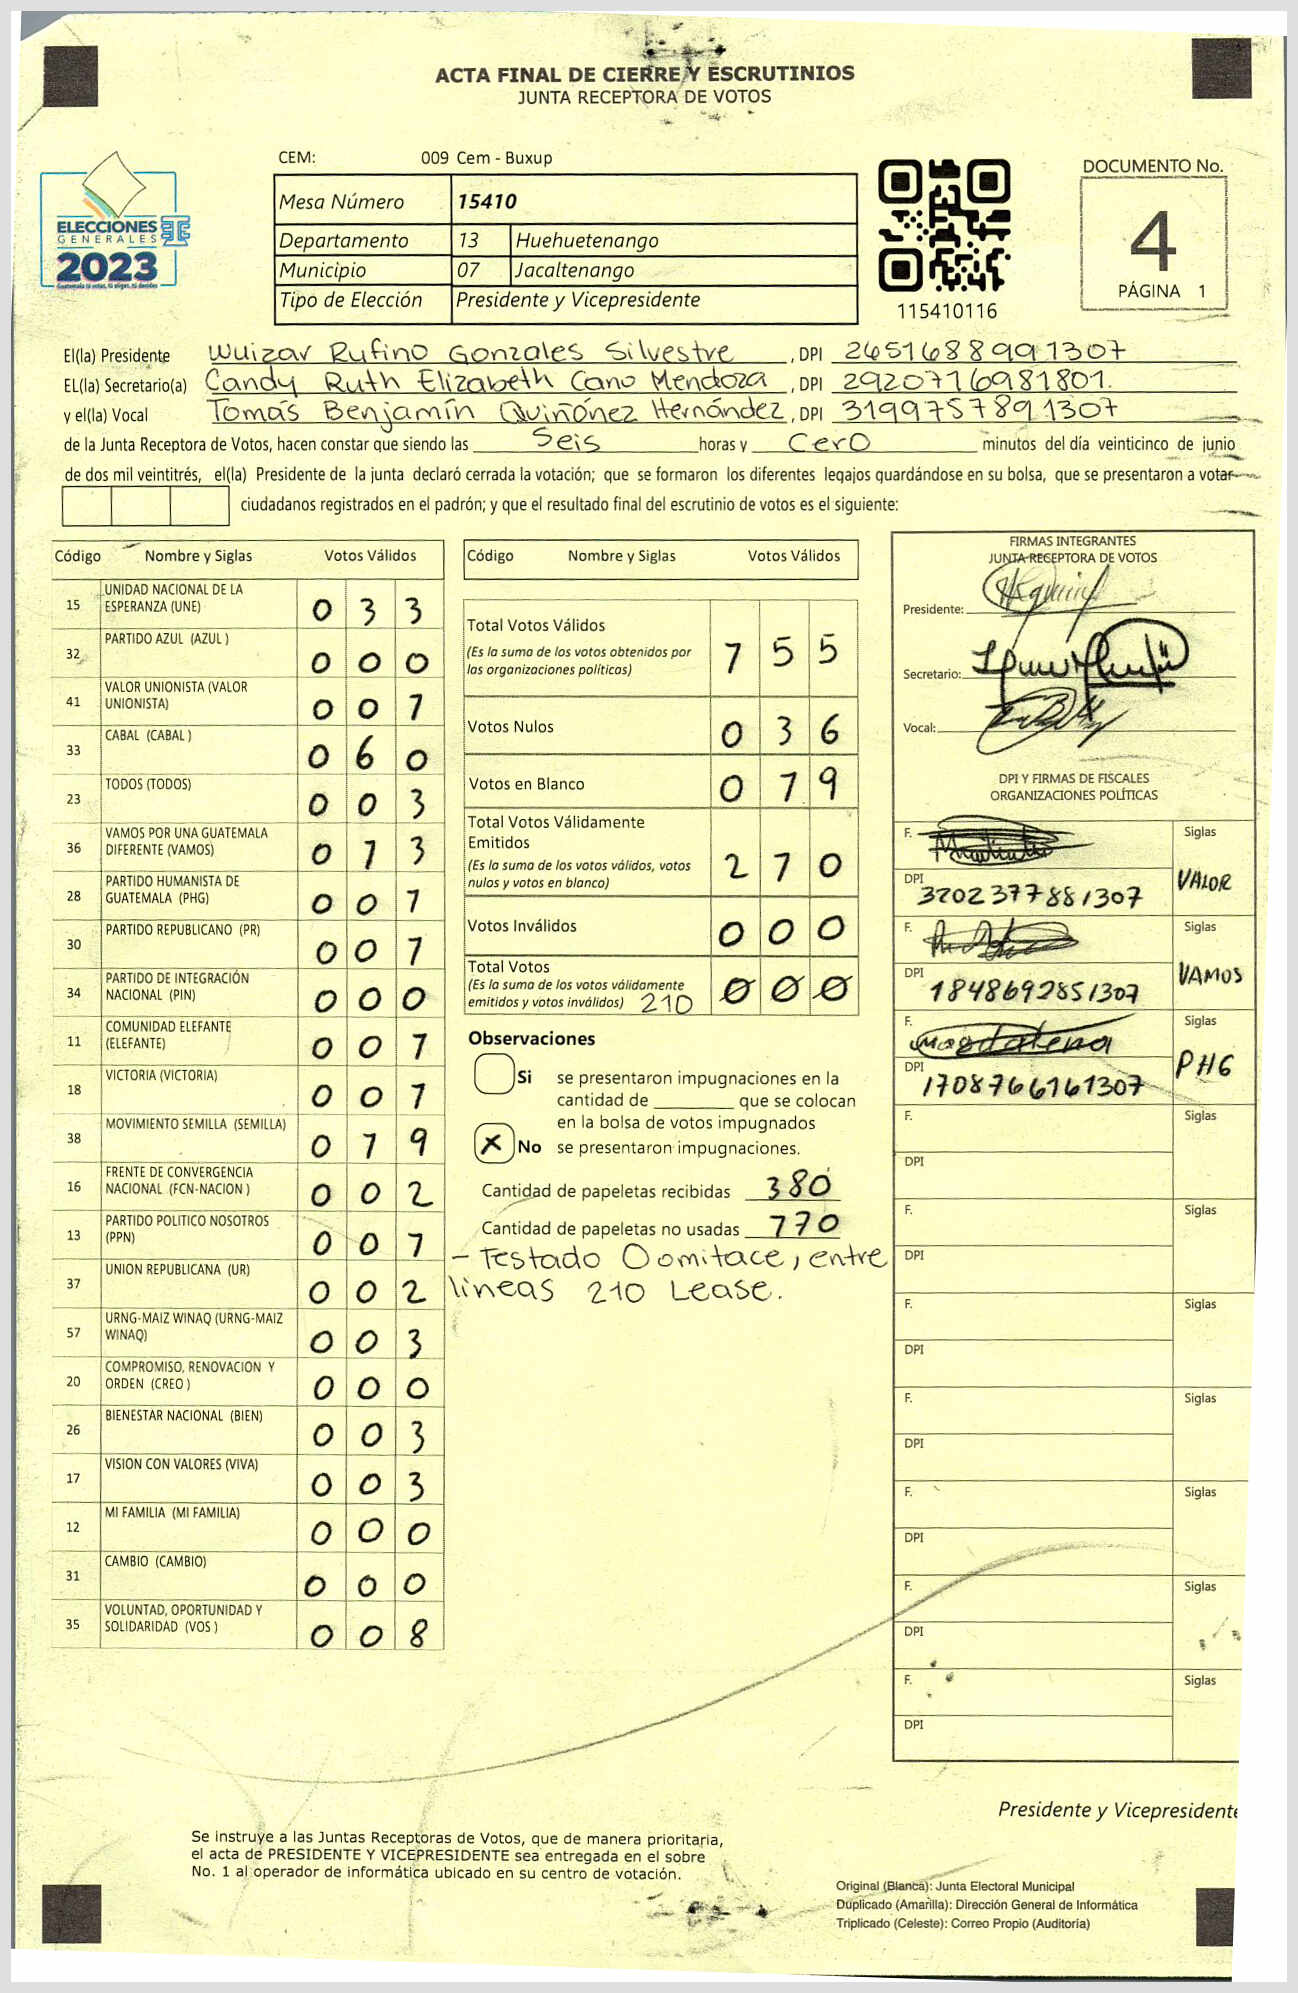 ACTA FINAL DE CIERRE Y ESCRUTINIOS
JUNTA RECEPTORA DE VOTOS
ELECCIONES
GENERALES
2023
CEM: 009 Cem - Buxup
Mesa Número 15410
Departamento 13 Huehuetenango
Municipio 07 Jacaltenango
Tipo de Elección Presidente y Vicepresidente
115410116
DOCUMENTO No.
4
PÁGINA 1
El(la) Presidente Wuizar Rufino Gonzales Silvestre, DPI 2651688991307
EL(la) Secretario(a) Candy Ruth Elizabeth Cano Mendoza, DPI 2920716981801.
y el(la) Vocal Tomás Benjamín Quiñónez Hernández, DPI 3199757891307
de la Junta Receptora de Votos, hacen constar que siendo las Seis horas y Cero minutos del día veinticinco de junio
de dos mil veintitrés, el(la) Presidente de la junta declaró cerrada la votación; que se formaron los diferentes legajos guardándose en su bolsa, que se presentaron a votar
ciudadanos registrados en el padrón; y que el resultado final del escrutinio de votos es el siguiente:
Código Nombre y Siglas Votos Válidos
15 UNIDAD NACIONAL DE LA ESPERANZA (UNE) 0 3 3
32 PARTIDO AZUL (AZUL ) 0 0 0
41 VALOR UNIONISTA (VALOR UNIONISTA) 0 0 1
33 CABAL (CABAL ) 0 6 0
23 TODOS (TODOS) 0 0 3
36 VAMOS POR UNA GUATEMALA DIFERENTE (VAMOS) 0 1 3
28 PARTIDO HUMANISTA DE GUATEMALA (PHG) 0 0 1
30 PARTIDO REPUBLICANO (PR) 0 0 1
34 PARTIDO DE INTEGRACIÓN NACIONAL (PIN) 0 0 0
11 COMUNIDAD ELEFANTE (ELEFANTE) 0 0 1
18 VICTORIA (VICTORIA) 0 0 1
38 MOVIMIENTO SEMILLA (SEMILLA) 0 1 9
16 FRENTE DE CONVERGENCIA NACIONAL (FCN-NACION ) 0 0 2
13 PARTIDO POLITICO NOSOTROS (PPN) 0 0 1
37 UNION REPUBLICANA (UR) 0 0 2
57 URNG-MAIZ WINAQ (URNG-MAIZ WINAQ) 0 0 3
20 COMPROMISO, RENOVACION Y ORDEN (CREO ) 0 0 0
26 BIENESTAR NACIONAL (BIEN) 0 0 3
17 VISION CON VALORES (VIVA) 0 0 3
12 MI FAMILIA (MI FAMILIA) 0 0 0
31 CAMBIO (CAMBIO) 0 0 0
35 VOLUNTAD, OPORTUNIDAD Y SOLIDARIDAD (VOS ) 0 0 8
Código Nombre y Siglas Votos Válidos
Total Votos Válidos 1 5 5
(Es la suma de los votos obtenidos por
las organizaciones políticas)
Votos Nulos 0 3 6
Votos en Blanco 0 1 9
Total Votos Válidamente
Emitidos 2 1 0
(Es la suma de los votos válidos, votos
nulos y votos en blanco)
Votos Inválidos 0 0 0
Total Votos
(Es la suma de los votos válidamente
emitidos y votos inválidos) 210 0 0 0
Observaciones
Si se presentaron impugnaciones en la
cantidad de ________ que se colocan
en la bolsa de votos impugnados
X No se presentaron impugnaciones.
Cantidad de papeletas recibidas 380
Cantidad de papeletas no usadas 170
- Testado 0 omitace, entre
líneas 210 Lease.
FIRMAS INTEGRANTES
JUNTA RECEPTORA DE VOTOS
Presidente:
Secretario:
Vocal:
DPI Y FIRMAS DE FISCALES
ORGANIZACIONES POLÍTICAS
F. Siglas
DPI 3202377881307 VALOR
F. Siglas
DPI 1848692851307 VAMOS
F. Magdalena Siglas
DPI 1708766161307 PHG
F. Siglas
DPI
F. Siglas
DPI
F. Siglas
DPI
F. Siglas
DPI
F. Siglas
DPI
F. Siglas
DPI
F. Siglas
DPI
Presidente y Vicepresidente
Se instruye a las Juntas Receptoras de Votos, que de manera prioritaria,
el acta de PRESIDENTE Y VICEPRESIDENTE sea entregada en el sobre
No. 1 al operador de informática ubicado en su centro de votación.
Original (Blanca): Junta Electoral Municipal
Duplicado (Amarilla): Dirección General de Informática
Triplicado (Celeste): Correo Propio (Auditoría)